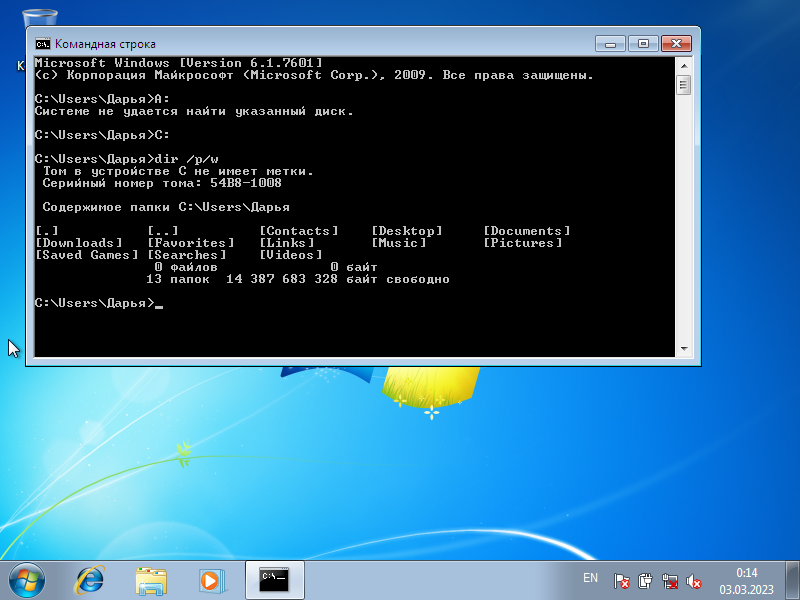 Командная строка
К
Microsoft Windows [Version 6.1.7601]
(c) Корпорация Майкрософт (Microsoft Corp.), 2009. Все права защищены.
C:\Users\Дарья>A:
Системе не удается найти указанный диск.
C:\Users\Дарья>C:
C:\Users\Дарья>dir /p/w
Том в устройстве C не имеет метки.
Серийный номер тома: 54B8-1008
Содержимое папки C:\Users\Дарья
[.] [..] [Contacts] [Desktop] [Documents]
[Downloads] [Favorites] [Links] [Music] [Pictures]
[Saved Games] [Searches] [Videos]
0 файлов 0 байт
13 папок 14 387 683 328 байт свободно
C:\Users\Дарья>_
EN
0:14
03.03.2023